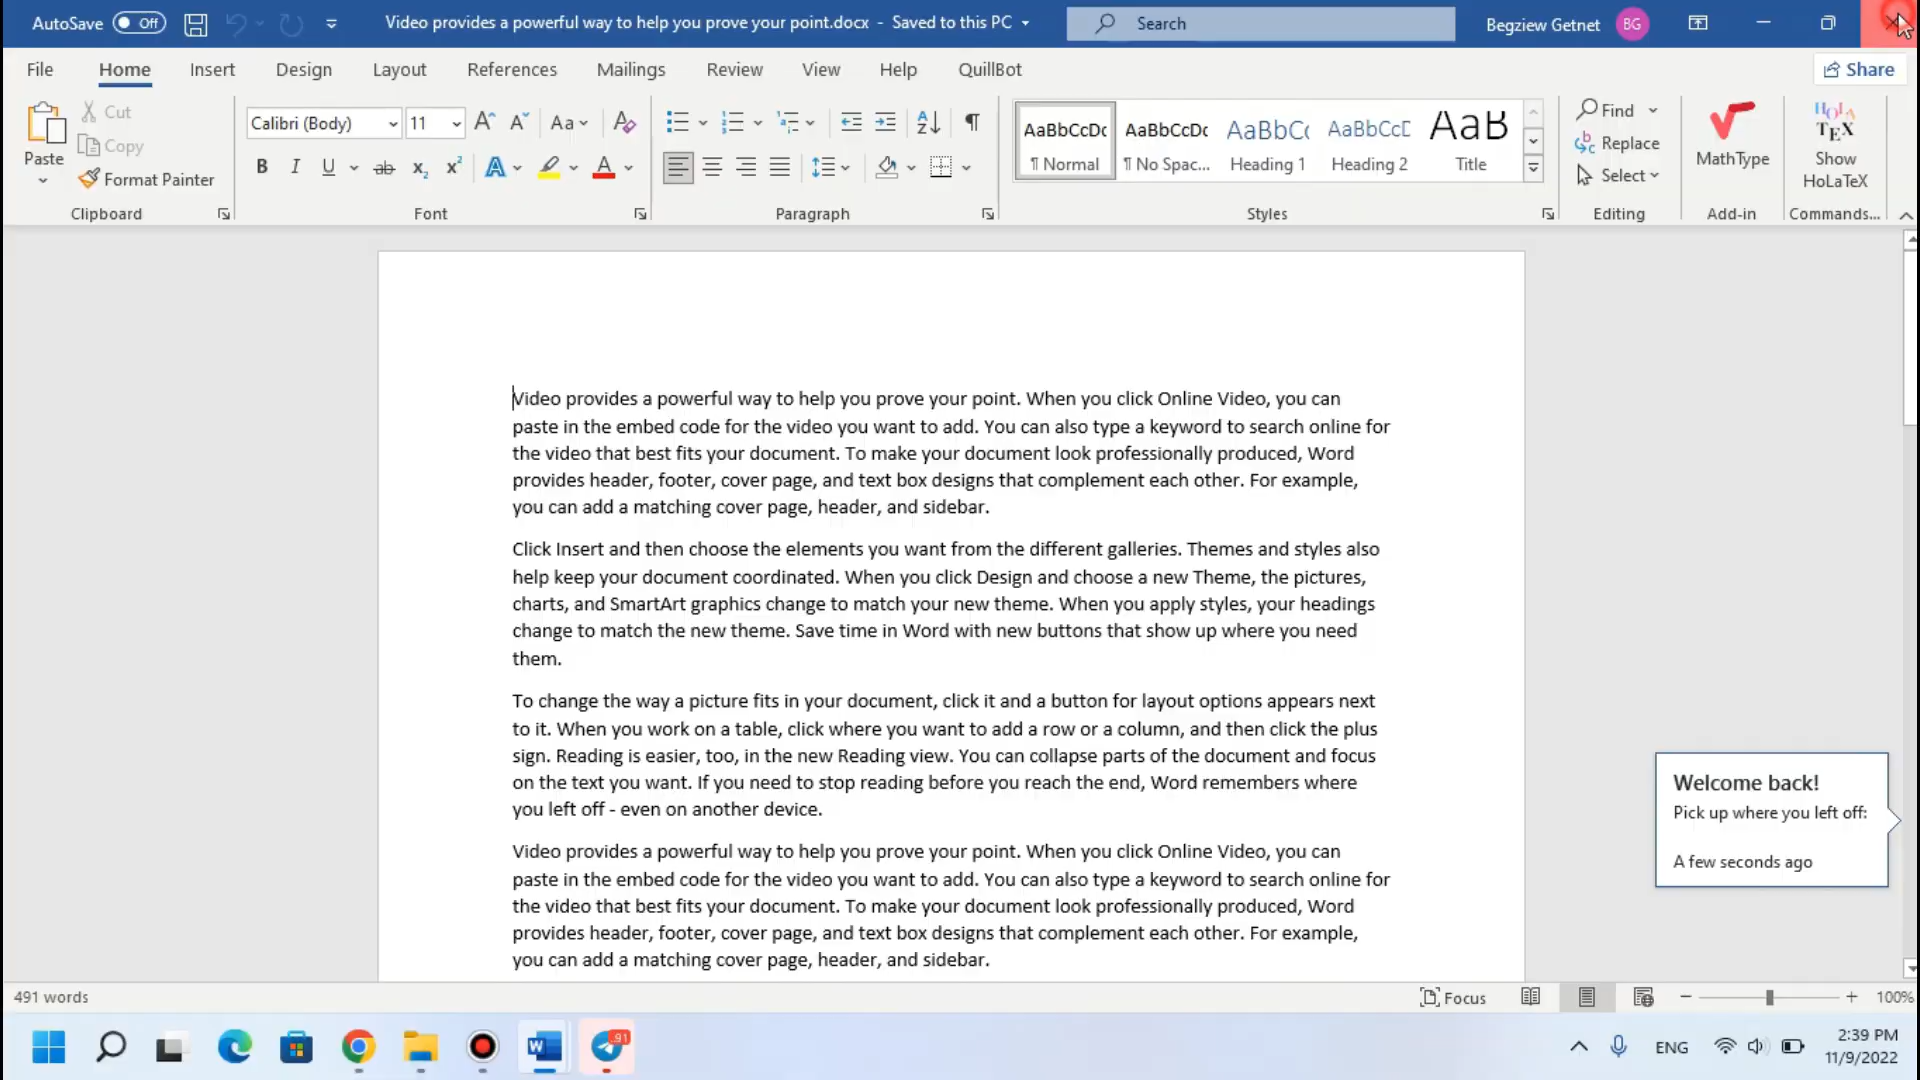 AutoSave Off Video provides a powerful way to help you prove your point.docx - Saved to this PC Search Begziew Getnet BG
File Home Insert Design Layout References Mailings Review View Help QuillBot Share
Paste Cut Copy Format Painter
Clipboard
Calibri (Body) 11 Aa
B I U ab x₂ x² A A
Font
Paragraph
AaBbCcDc AaBbCcDc AaBbCc AaBbCcD AaB
¶ Normal ¶ No Spac... Heading 1 Heading 2 Title
Styles
Find
Replace
Select
Editing
MathType
Add-in
HOLA
TEX
Show
HoLaTeX
Commands...
Video provides a powerful way to help you prove your point. When you click Online Video, you can
paste in the embed code for the video you want to add. You can also type a keyword to search online for
the video that best fits your document. To make your document look professionally produced, Word
provides header, footer, cover page, and text box designs that complement each other. For example,
you can add a matching cover page, header, and sidebar.
Click Insert and then choose the elements you want from the different galleries. Themes and styles also
help keep your document coordinated. When you click Design and choose a new Theme, the pictures,
charts, and SmartArt graphics change to match your new theme. When you apply styles, your headings
change to match the new theme. Save time in Word with new buttons that show up where you need
them.
To change the way a picture fits in your document, click it and a button for layout options appears next
to it. When you work on a table, click where you want to add a row or a column, and then click the plus
sign. Reading is easier, too, in the new Reading view. You can collapse parts of the document and focus
on the text you want. If you need to stop reading before you reach the end, Word remembers where
you left off - even on another device.
Video provides a powerful way to help you prove your point. When you click Online Video, you can
paste in the embed code for the video you want to add. You can also type a keyword to search online for
the video that best fits your document. To make your document look professionally produced, Word
provides header, footer, cover page, and text box designs that complement each other. For example,
you can add a matching cover page, header, and sidebar.
Welcome back!
Pick up where you left off:
A few seconds ago
491 words Focus 100%
91 ENG 2:39 PM
11/9/2022